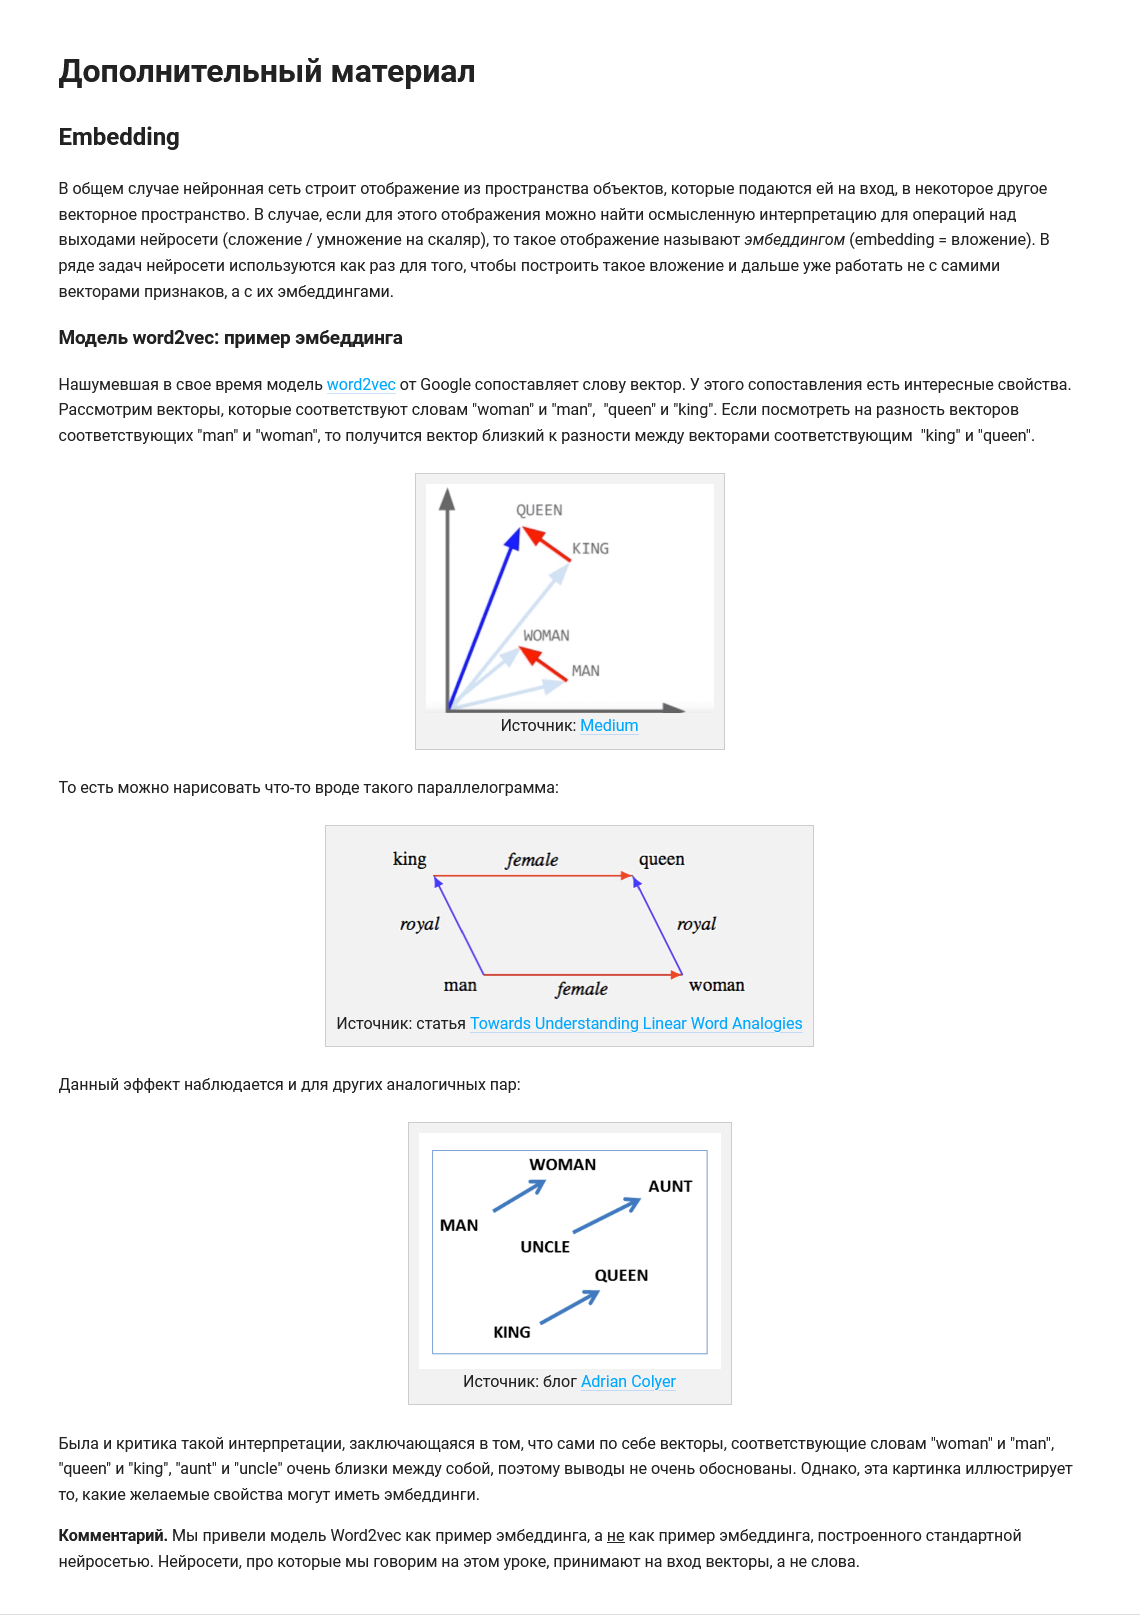 Дополнительный материал
Embedding
В общем случае нейронная сеть строит отображение из пространства объектов, которые подаются ей на вход, в некоторое другое
векторное пространство. В случае, если для этого отображения можно найти осмысленную интерпретацию для операций над
выходами нейросети (сложение / умножение на скаляр), то такое отображение называют эмбеддингом (embedding = вложение). В
ряде задач нейросети используются как раз для того, чтобы построить такое вложение и дальше уже работать не с самими
векторами признаков, а с их эмбеддингами.
Модель word2vec: пример эмбеддинга
Нашумевшая в свое время модель word2vec от Google сопоставляет слову вектор. У этого сопоставления есть интересные свойства.
Рассмотрим векторы, которые соответствуют словам "woman" и "man",  "queen" и "king". Если посмотреть на разность векторов
соответствующих "man" и "woman", то получится вектор близкий к разности между векторами соответствующим  "king" и "queen".
QUEEN
KING
WOMAN
MAN
Источник: Medium
То есть можно нарисовать что-то вроде такого параллелограмма:
king female queen
royal royal
man female woman
Источник: статья Towards Understanding Linear Word Analogies
Данный эффект наблюдается и для других аналогичных пар:
WOMAN
AUNT
MAN
UNCLE
QUEEN
KING
Источник: блог Adrian Colyer
Была и критика такой интерпретации, заключающаяся в том, что сами по себе векторы, соответствующие словам "woman" и "man",
"queen" и "king", "aunt" и "uncle" очень близки между собой, поэтому выводы не очень обоснованы. Однако, эта картинка иллюстрирует
то, какие желаемые свойства могут иметь эмбеддинги.
Комментарий. Мы привели модель Word2vec как пример эмбеддинга, а не как пример эмбеддинга, построенного стандартной
нейросетью. Нейросети, про которые мы говорим на этом уроке, принимают на вход векторы, а не слова.